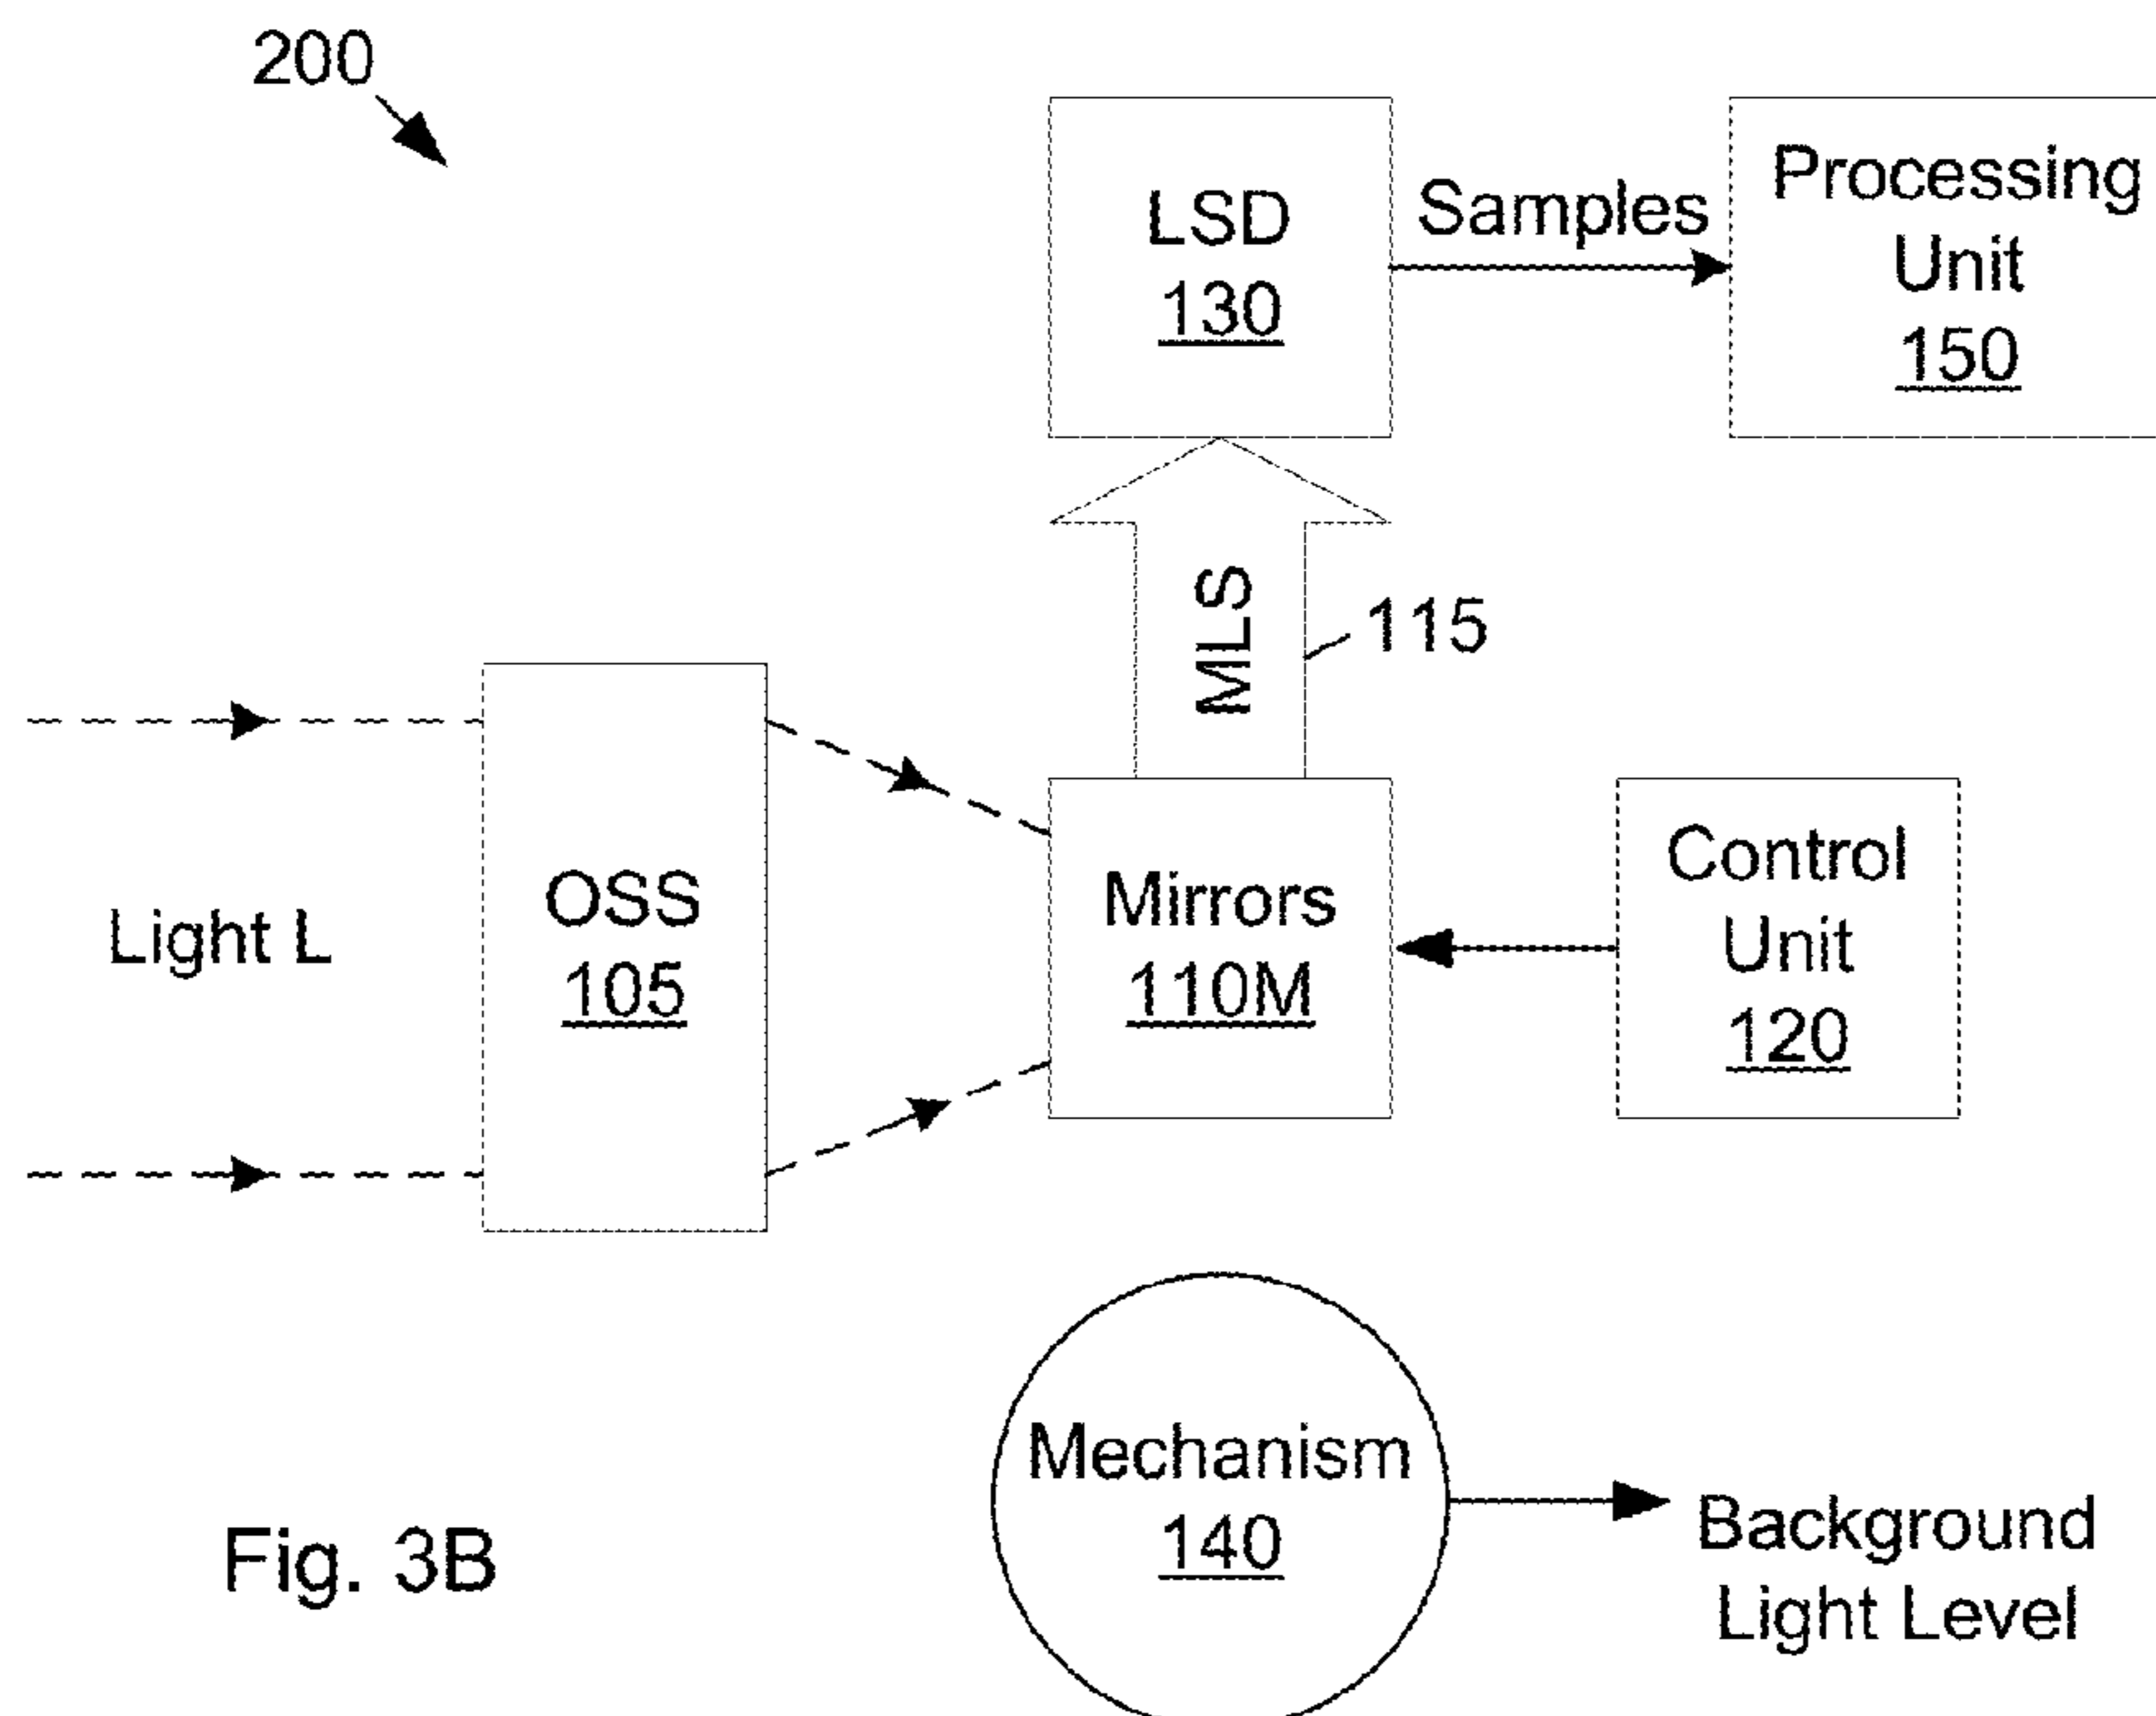 200
LSD
130
Samples
Processing
Unit
150
MLS
115
Light L
OSS
105
Mirrors
110M
Control
Unit
120
Mechanism
140
Background
Light Level
Fig. 3B